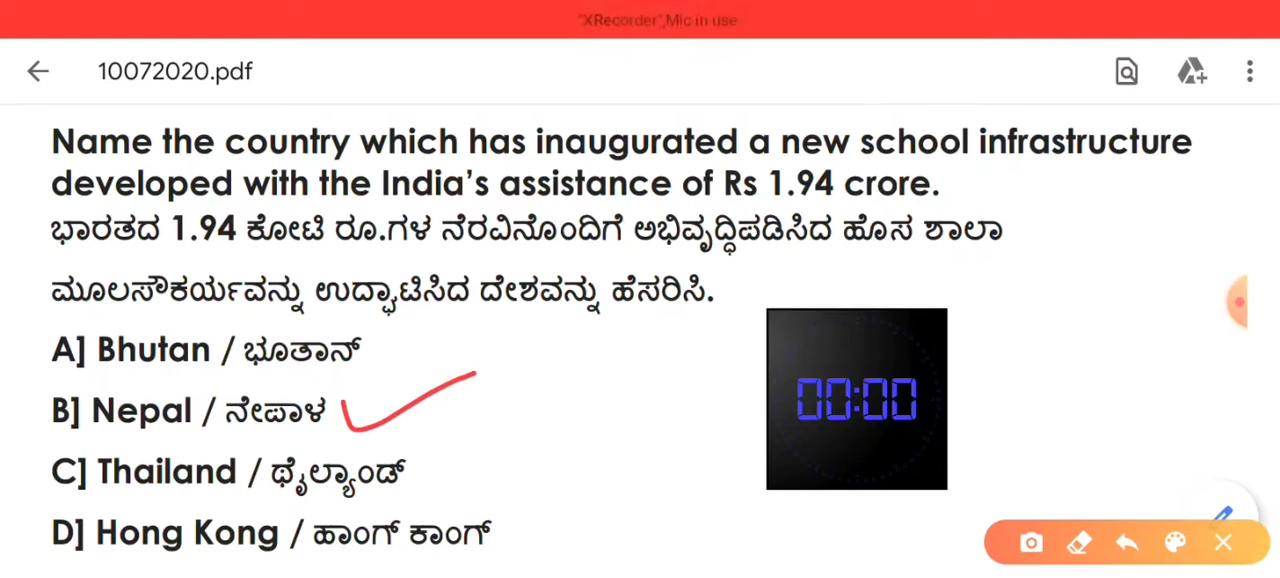 "XRecorder",Mic in use
10072020.pdf
Name the country which has inaugurated a new school infrastructure
developed with the India's assistance of Rs 1.94 crore.
ಭಾರತದ 1.94 ಕೋಟಿ ರೂ.ಗಳ ನೆರವಿನೊಂದಿಗೆ ಅಭಿವೃದ್ಧಿಪಡಿಸಿದ ಹೊಸ ಶಾಲಾ
ಮೂಲಸೌಕರ್ಯವನ್ನು ಉದ್ಘಾಟಿಸಿದ ದೇಶವನ್ನು ಹೆಸರಿಸಿ.
A] Bhutan / ಭೂತಾನ್
B] Nepal / ನೇಪಾಳ
00:00
C] Thailand / ಥೈಲ್ಯಾಂಡ್
D] Hong Kong / ಹಾಂಗ್ ಕಾಂಗ್